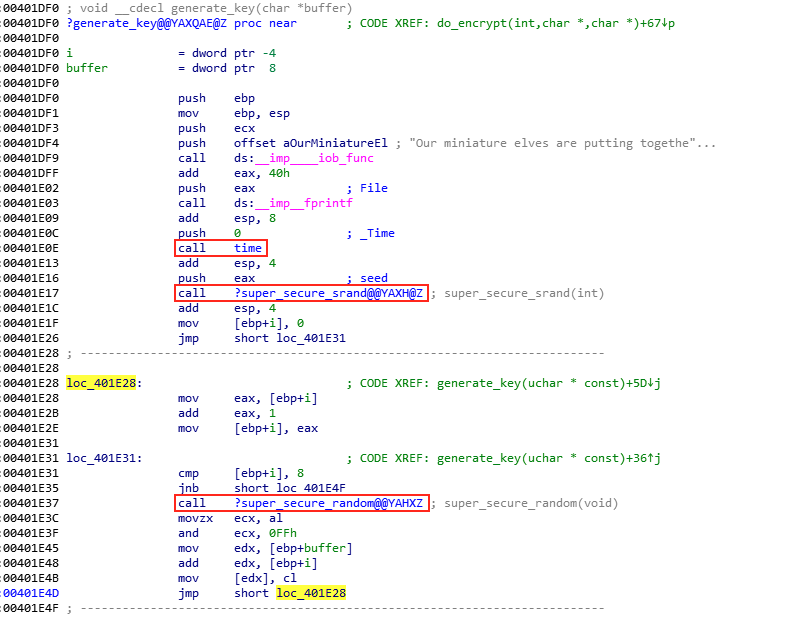 :00401DF0 ; void __cdecl generate_key(char *buffer)
:00401DF0 ?generate_key@@YAXQAE@Z proc near ; CODE XREF: do_encrypt(int,char *,char *)+67↓p
:00401DF0
:00401DF0 i = dword ptr -4
:00401DF0 buffer = dword ptr 8
:00401DF0
:00401DF0 push ebp
:00401DF1 mov ebp, esp
:00401DF3 push ecx
:00401DF4 push offset aOurMiniatureEl ; "Our miniature elves are putting togethe"...
:00401DF9 call ds:__imp____iob_func
:00401DFF add eax, 40h
:00401E02 push eax ; File
:00401E03 call ds:__imp__fprintf
:00401E09 add esp, 8
:00401E0C push 0 ; _Time
:00401E0E call time
:00401E13 add esp, 4
:00401E16 push eax ; seed
:00401E17 call ?super_secure_srand@@YAXH@Z ; super_secure_srand(int)
:00401E1C add esp, 4
:00401E1F mov [ebp+i], 0
:00401E26 jmp short loc_401E31
:00401E28 ; ---------------------------------------------------------------------------
:00401E28
:00401E28 loc_401E28: ; CODE XREF: generate_key(uchar * const)+5D↓j
:00401E28 mov eax, [ebp+i]
:00401E2B add eax, 1
:00401E2E mov [ebp+i], eax
:00401E31
:00401E31 loc_401E31: ; CODE XREF: generate_key(uchar * const)+36↑j
:00401E31 cmp [ebp+i], 8
:00401E35 jnb short loc_401E4F
:00401E37 call ?super_secure_random@@YAHXZ ; super_secure_random(void)
:00401E3C movzx ecx, al
:00401E3F and ecx, 0FFh
:00401E45 mov edx, [ebp+buffer]
:00401E48 add edx, [ebp+i]
:00401E4B mov [edx], cl
:00401E4D jmp short loc_401E28
:00401E4F ; ---------------------------------------------------------------------------